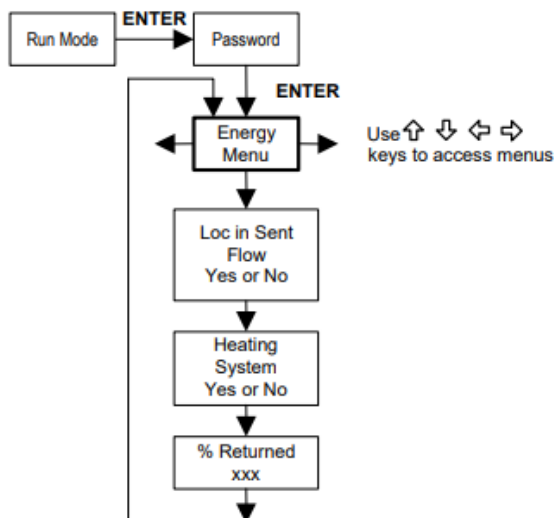 ENTER
Run Mode
Password
ENTER
Energy
Menu
Use
keys to access menus
Loc in Sent
Flow
Yes or No
Heating
System
Yes or No
% Returned
xxx